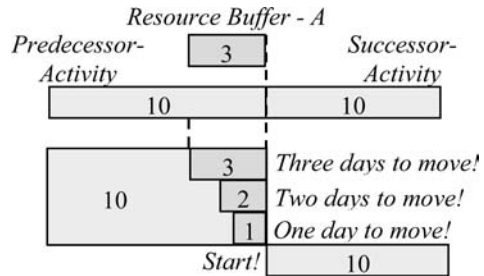 Resource Buffer - A
Predecessor-
Activity
3
Successor-
Activity
10
10
3
Three days to move!
10
2
Two days to move!
1
One day to move!
Start!
10